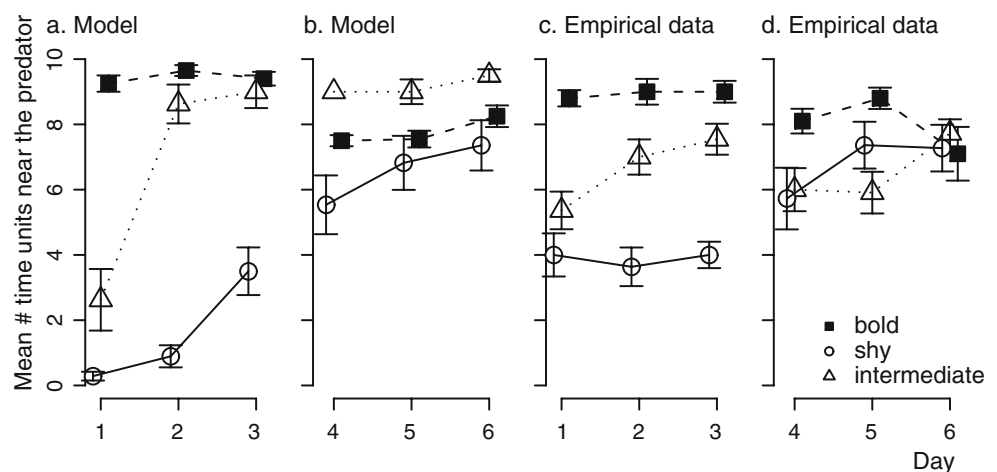 a. Model
b. Model
c. Empirical data
d. Empirical data
Mean # time units near the predator
10
8
6
4
2
0
bold
shy
intermediate
1 2 3
4 5 6
1 2 3
4 5 6
Day